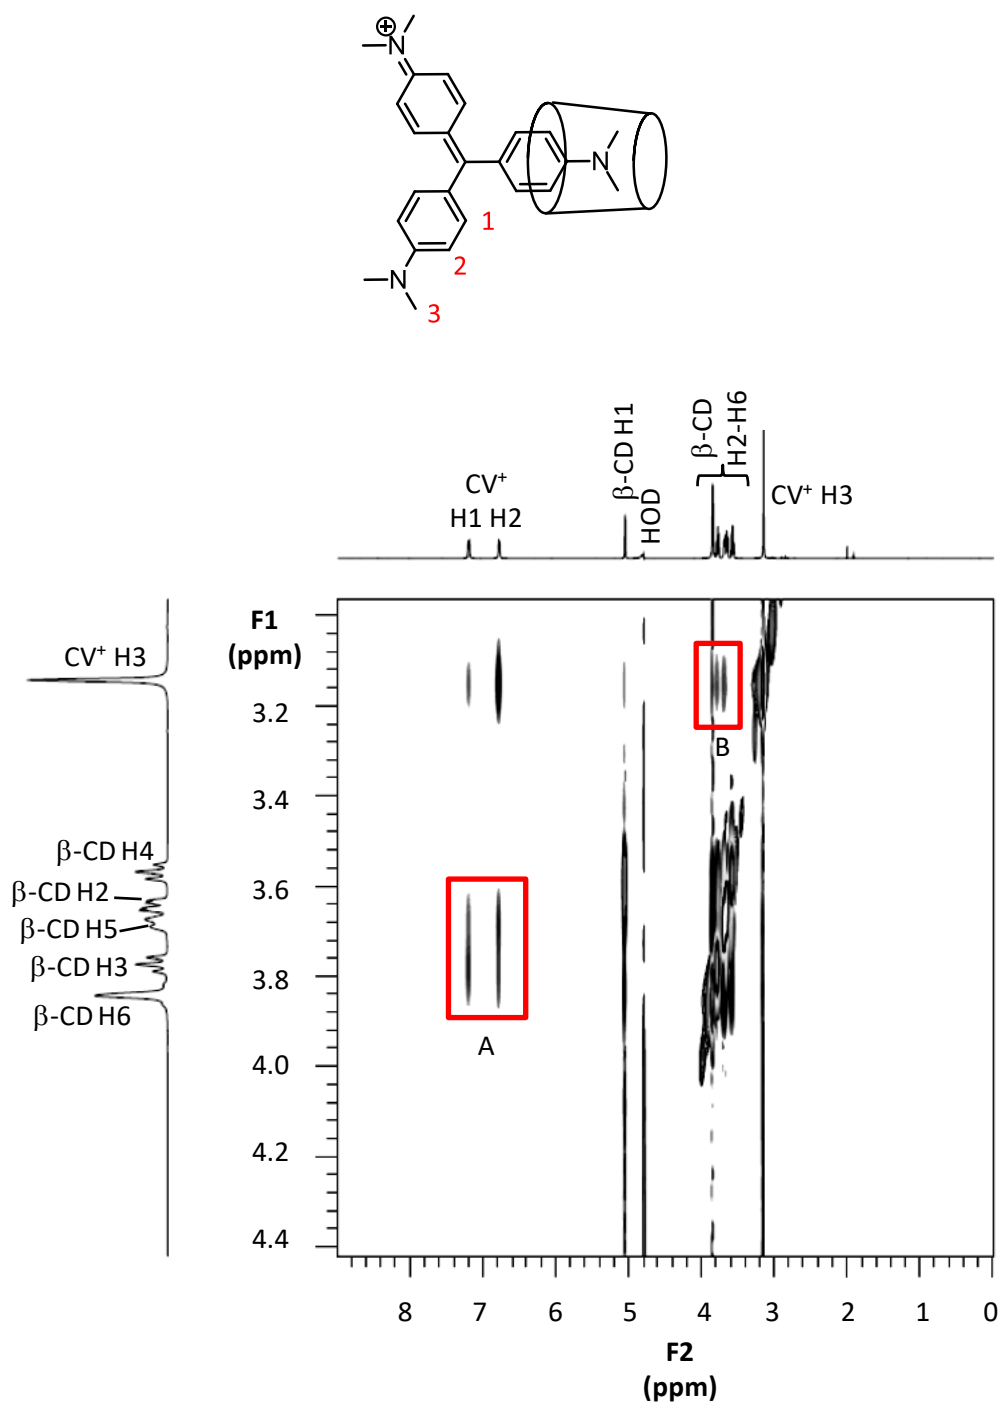 ⊕
N
N
1
2
N
3
β-CD H1
HOD
β-CD
H2-H6
CV⁺
H1 H2
CV⁺ H3
F1
(ppm)
CV⁺ H3
3.2
B
3.4
β-CD H4
3.6
β-CD H2
β-CD H5
β-CD H3
3.8
β-CD H6
A
4.0
4.2
4.4
8 7 6 5 4 3 2 1 0
F2
(ppm)